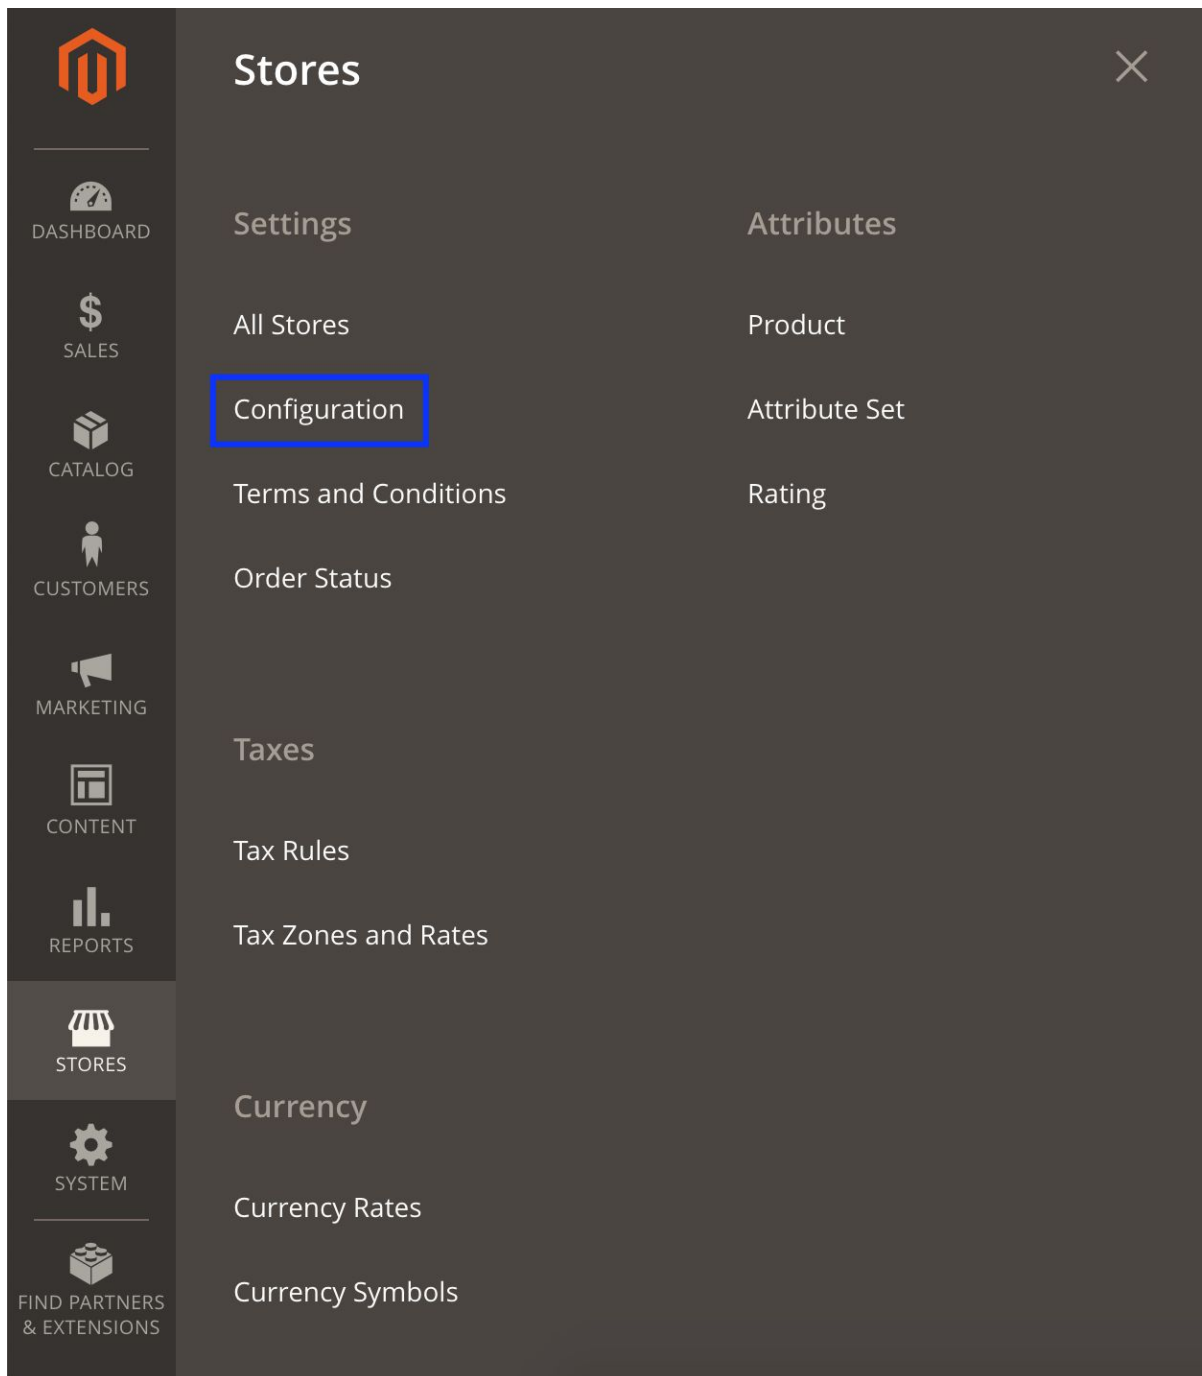 DASHBOARD
SALES
CATALOG
CUSTOMERS
MARKETING
CONTENT
REPORTS
STORES
SYSTEM
FIND PARTNERS
& EXTENSIONS
Stores
Settings
All Stores
Configuration
Terms and Conditions
Order Status
Taxes
Tax Rules
Tax Zones and Rates
Currency
Currency Rates
Currency Symbols
Attributes
Product
Attribute Set
Rating